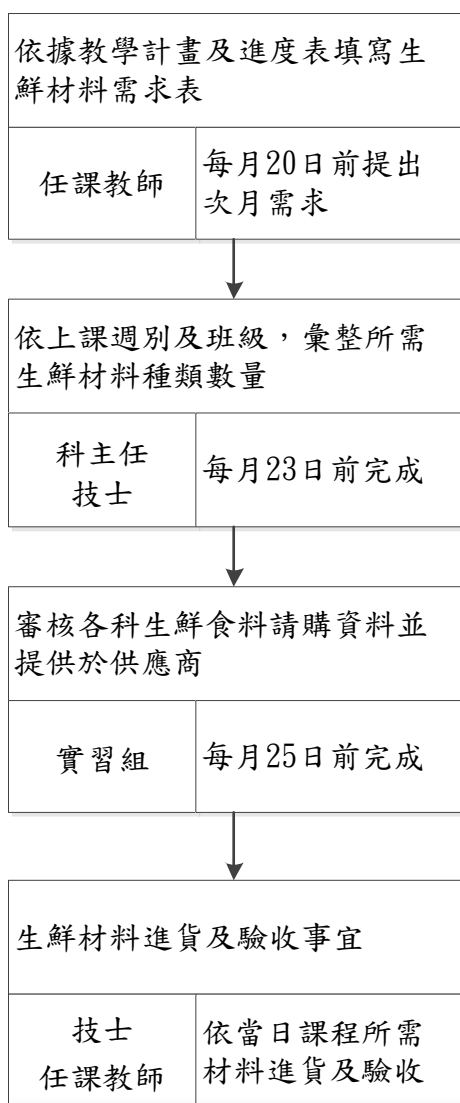 依據教學計畫及進度表填寫生
鮮材料需求表
任課教師
每月20日前提出
次月需求
依上課週別及班級，彙整所需
生鮮材料種類數量
科主任
技士
每月23日前完成
審核各科生鮮食料請購資料並
提供於供應商
實習組
每月25日前完成
生鮮材料進貨及驗收事宜
技士
任課教師
依當日課程所需
材料進貨及驗收